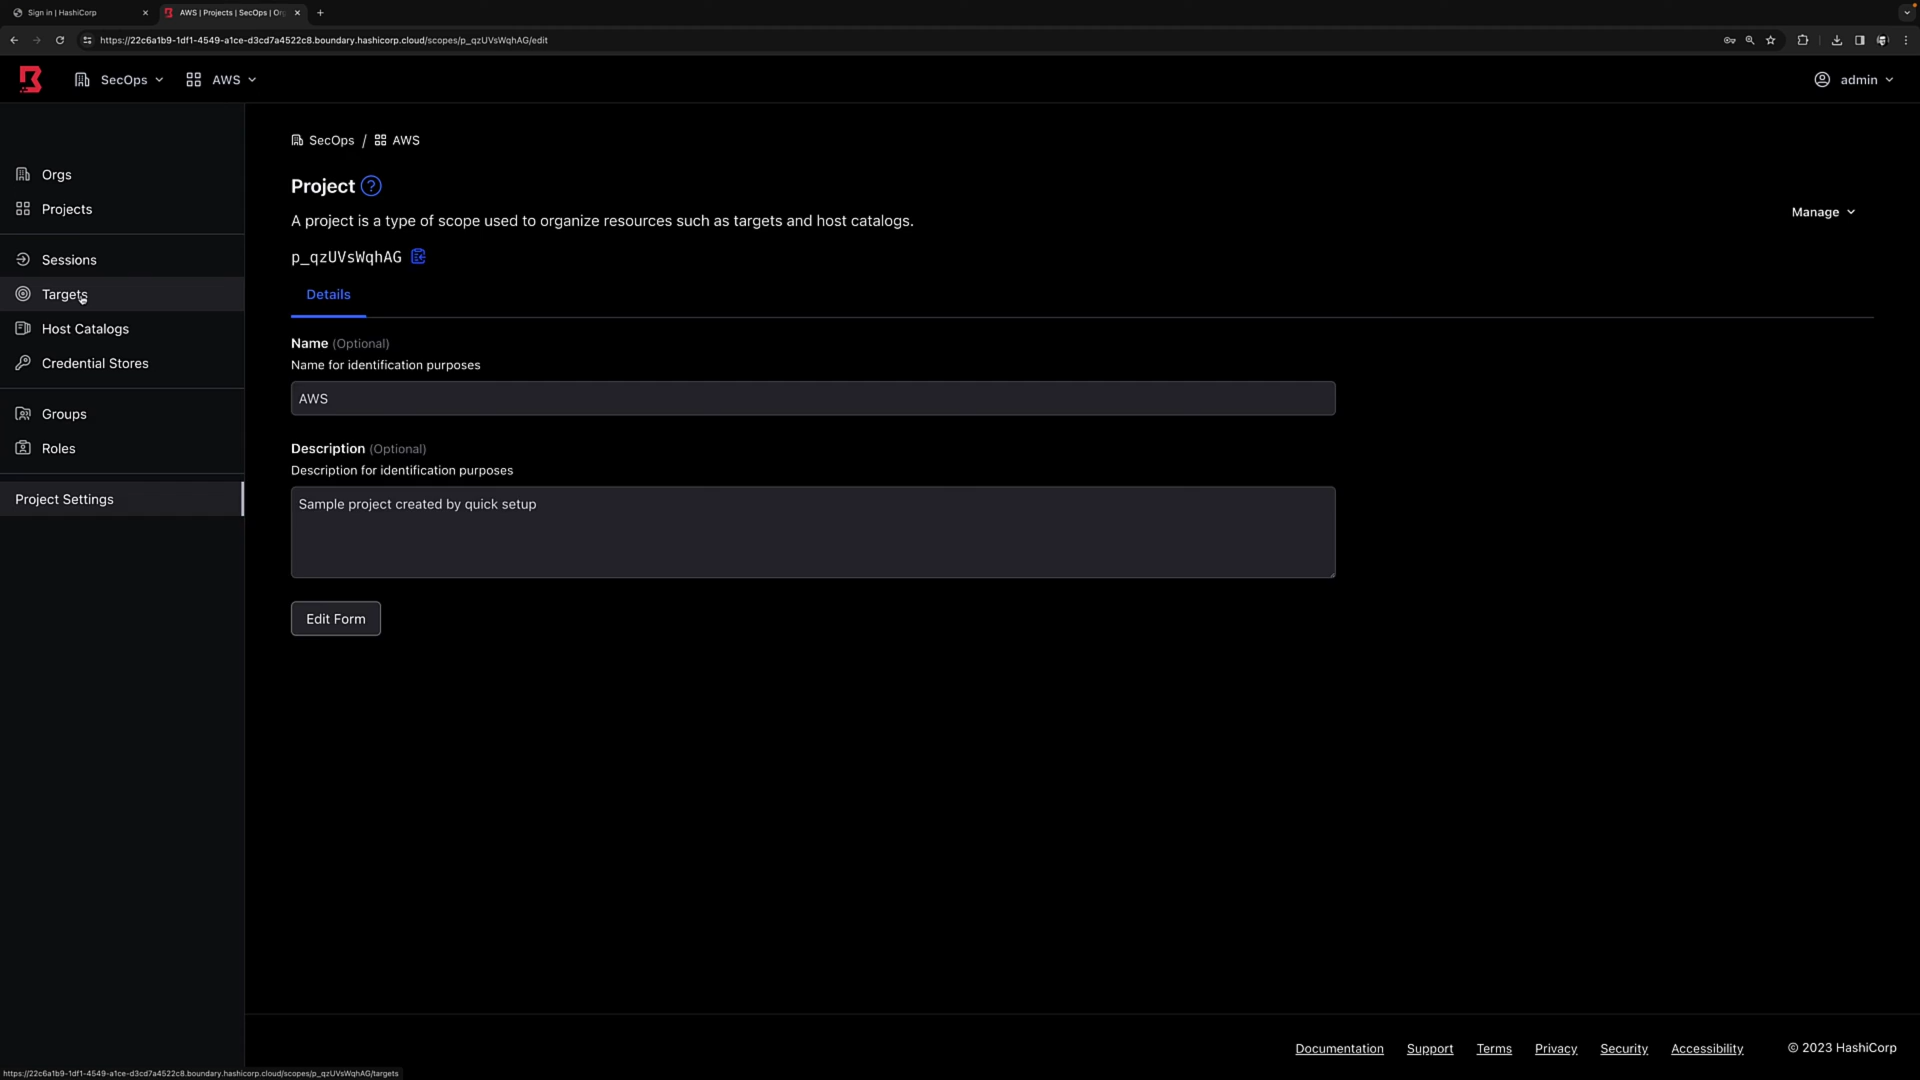 Sign in | HashiCorp
AWS | Projects | SecOps | Or
https://22c6a1b9-1df1-4549-a1ce-d3cd7a4522c8.boundary.hashicorp.cloud/scopes/p_qzUVsWqhAG/edit
SecOps
AWS
admin
SecOps / AWS
Orgs
Projects
Sessions
Targets
Host Catalogs
Credential Stores
Groups
Roles
Project Settings
Project
A project is a type of scope used to organize resources such as targets and host catalogs.
Manage
p_qzUVsWqhAG
Details
Name (Optional)
Name for identification purposes
AWS
Description (Optional)
Description for identification purposes
Sample project created by quick setup
Edit Form
Documentation Support Terms Privacy Security Accessibility © 2023 HashiCorp
https://22c6a1b9-1df1-4549-a1ce-d3cd7a4522c8.boundary.hashicorp.cloud/scopes/p_qzUVsWqhAG/targets